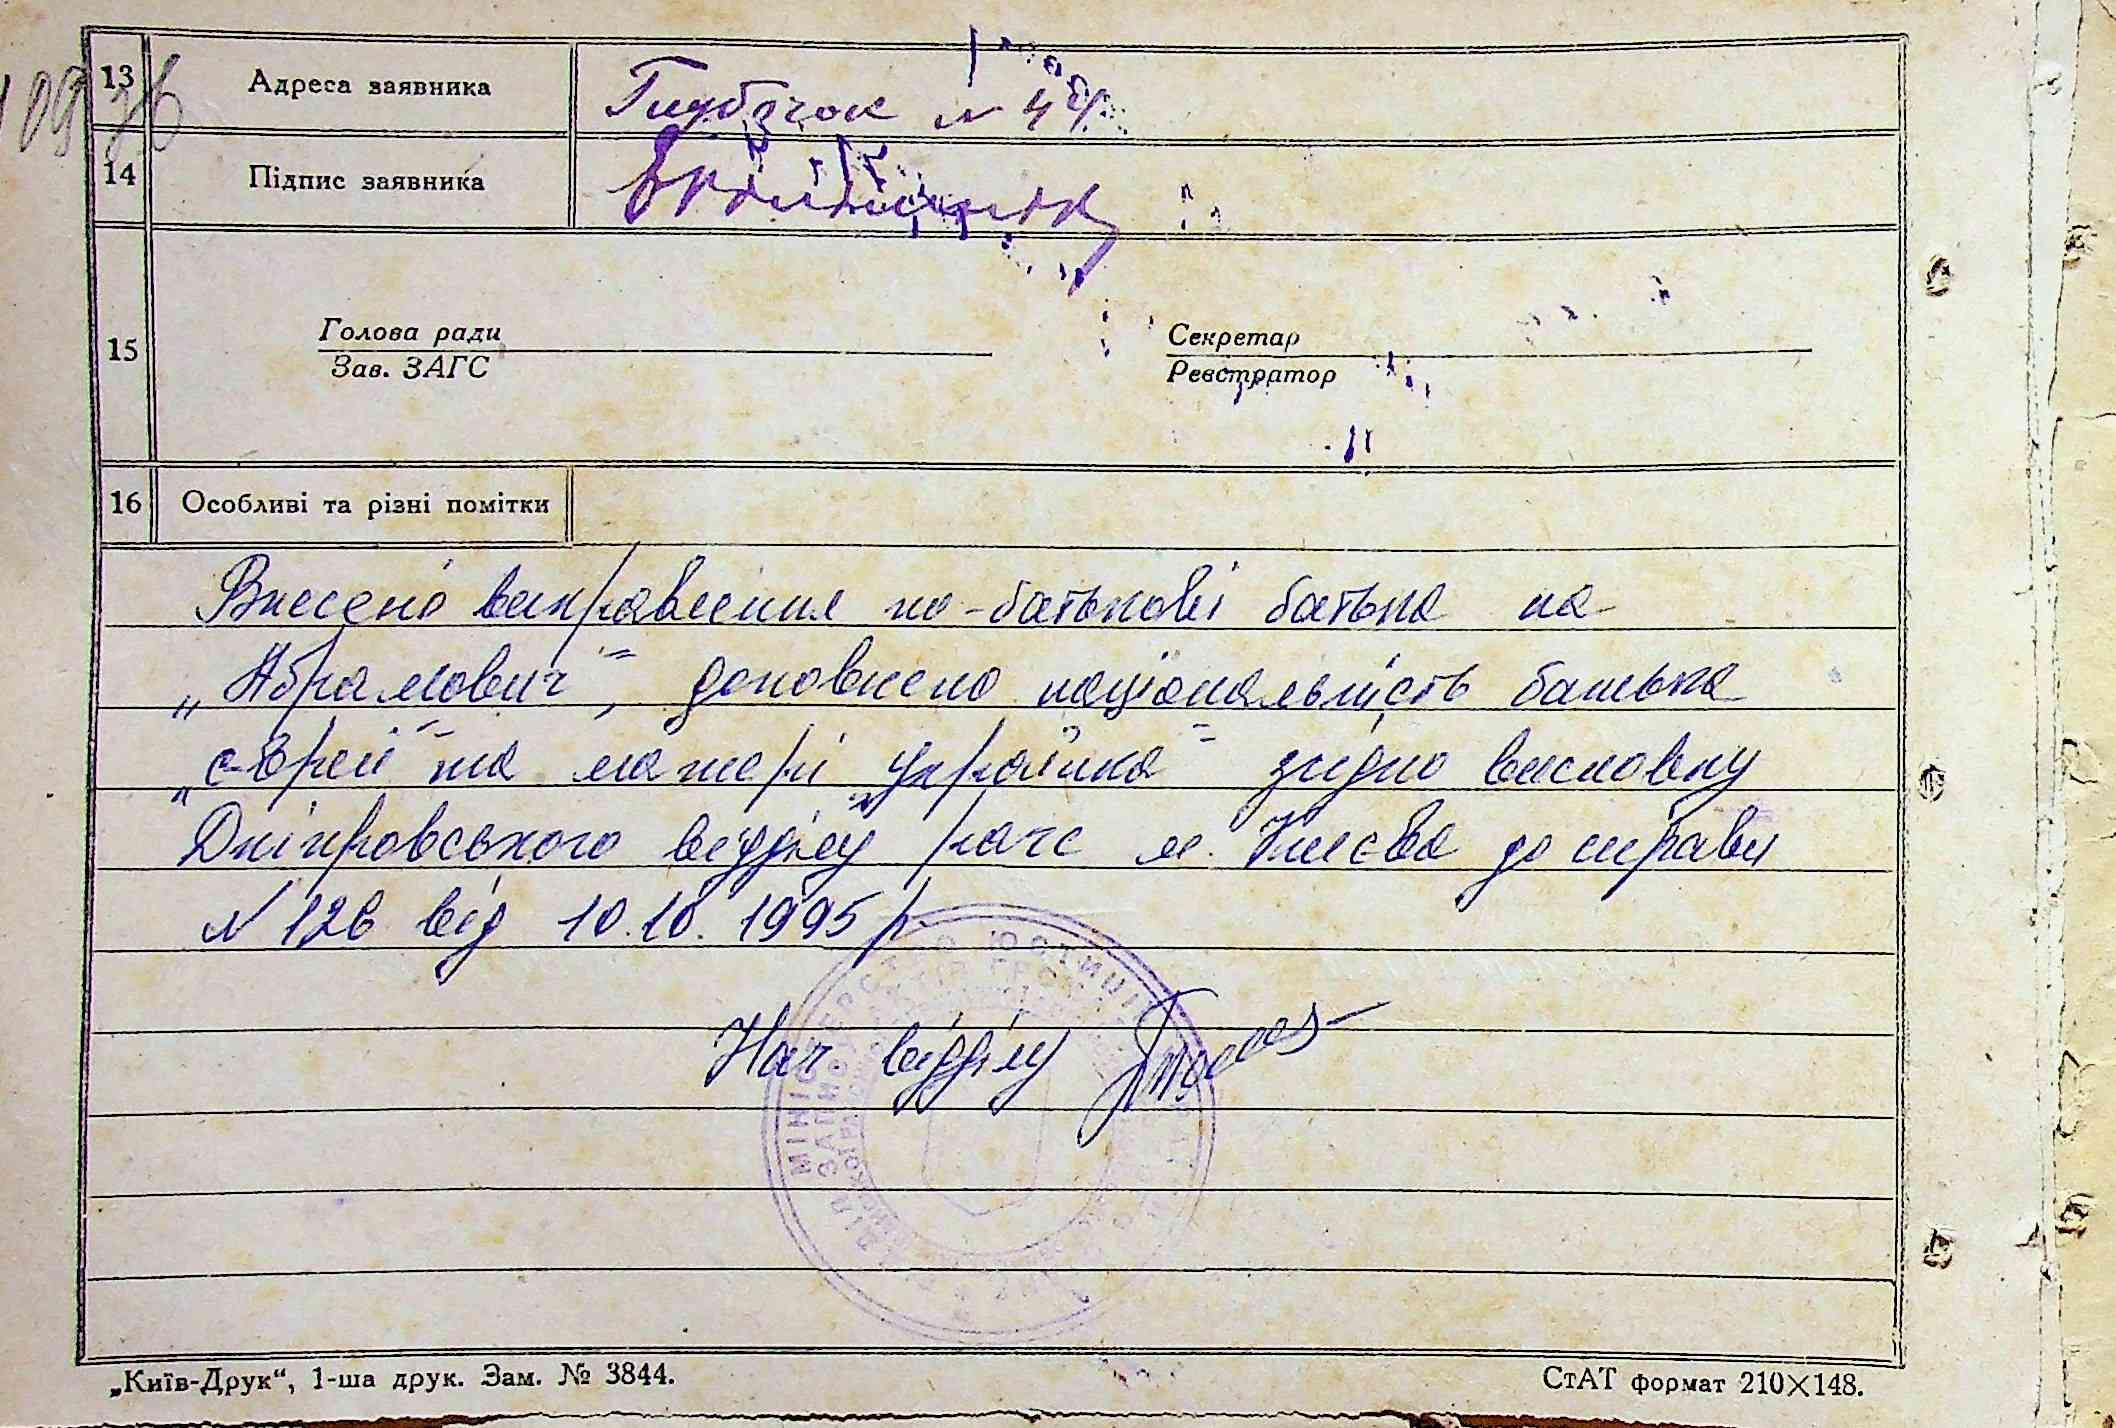 13 Адреса заявника
14 Підпис заявника
15 Голова ради Секретар
Зав. ЗАГС Реєстратор
16 Особливі та різні помітки
Внесено виправлення по-батькові батька на
„Абрамович“, доповнено національність батька
„єврей“ та матері „українка“ згідно висновку
Дніпровського відділу рагс м. Києва до справи
N 126 від 10.10.1995 р.
Нач відділу
„Київ-Друк“, 1-ша друк. Зам. № 3844. СтАТ формат 210×148.